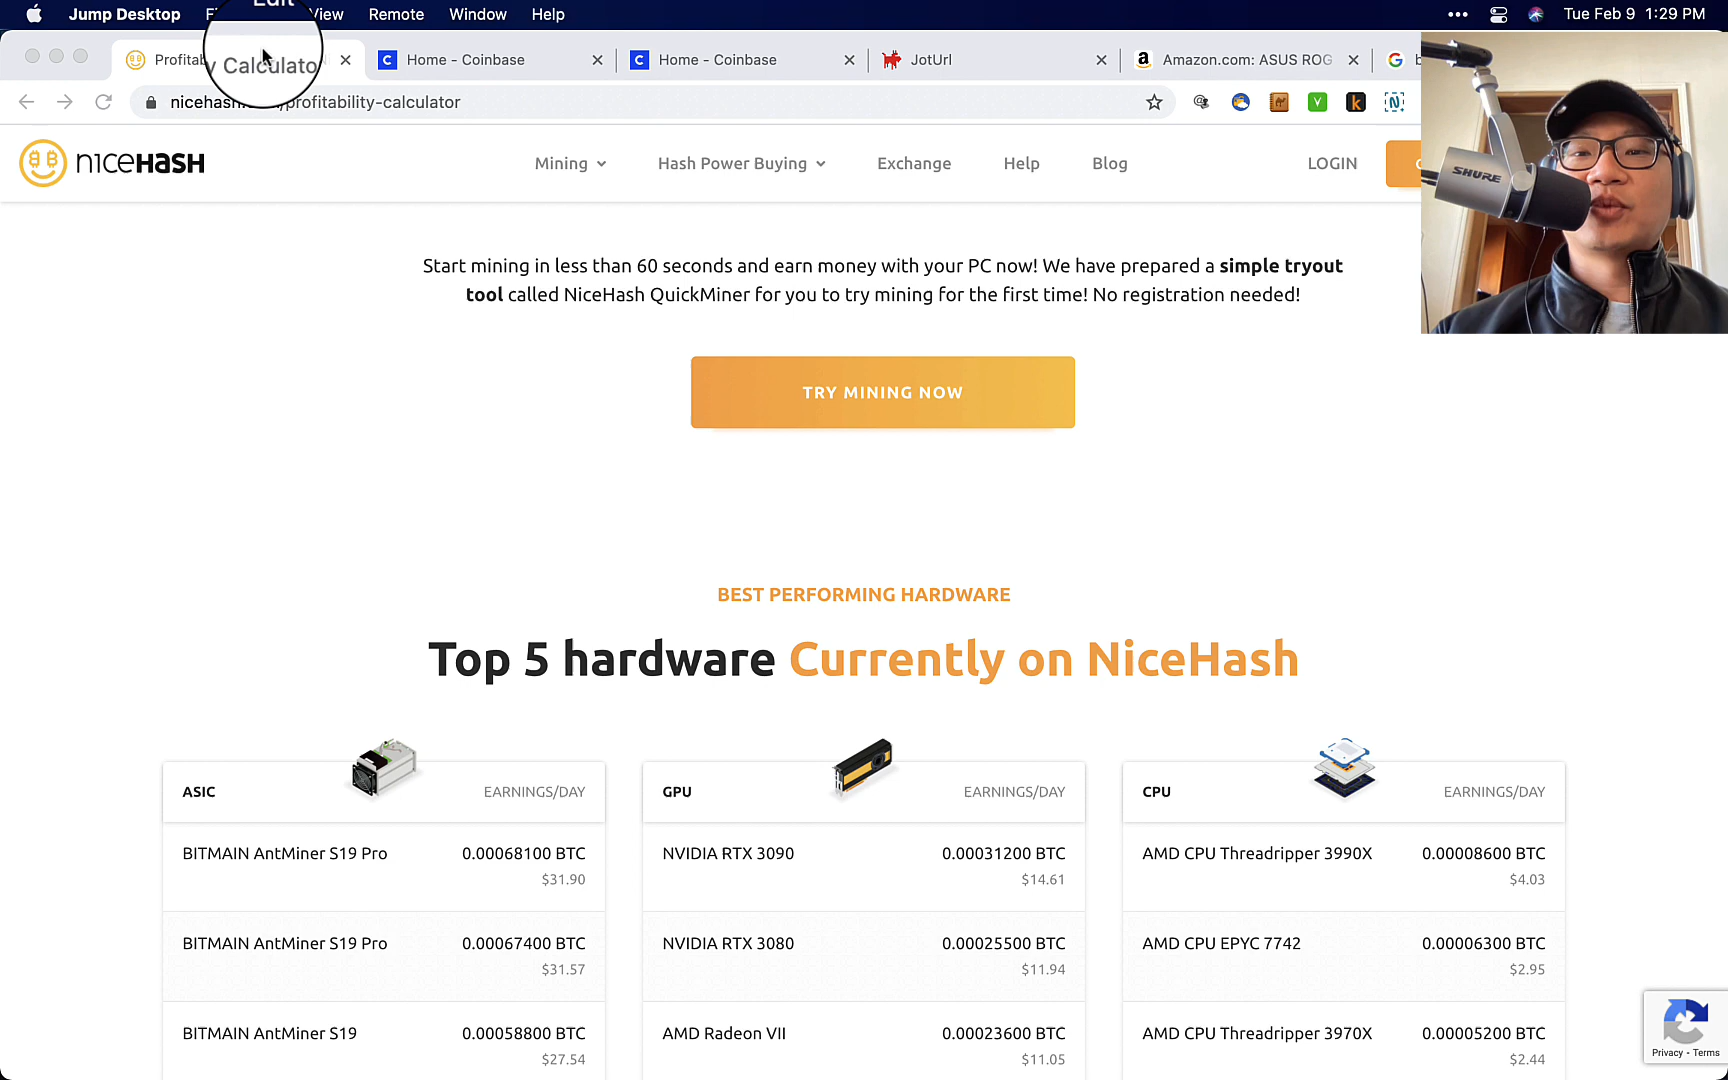 Jump Desktop F Edit View Remote Window Help Tue Feb 9 1:29 PM
Profitab y Calculato Home - Coinbase Home - Coinbase JotUrl Amazon.com: ASUS ROG b
nicehash. /profitability-calculator
nıceHasH Mining Hash Power Buying Exchange Help Blog LOGIN
SHURE
Start mining in less than 60 seconds and earn money with your PC now! We have prepared a simple tryout
tool called NiceHash QuickMiner for you to try mining for the first time! No registration needed!
TRY MINING NOW
BEST PERFORMING HARDWARE
Top 5 hardware Currently on NiceHash
ASIC EARNINGS/DAY
BITMAIN AntMiner S19 Pro 0.00068100 BTC
$31.90
BITMAIN AntMiner S19 Pro 0.00067400 BTC
$31.57
BITMAIN AntMiner S19 0.00058800 BTC
$27.54
GPU EARNINGS/DAY
NVIDIA RTX 3090 0.00031200 BTC
$14.61
NVIDIA RTX 3080 0.00025500 BTC
$11.94
AMD Radeon VII 0.00023600 BTC
$11.05
CPU EARNINGS/DAY
AMD CPU Threadripper 3990X 0.00008600 BTC
$4.03
AMD CPU EPYC 7742 0.00006300 BTC
$2.95
AMD CPU Threadripper 3970X 0.00005200 BTC
$2.44
Privacy - Terms